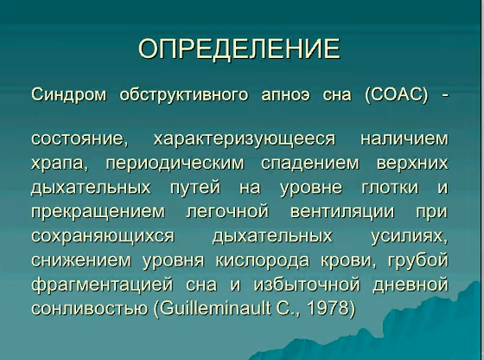 ОПРЕДЕЛЕНИЕ
Синдром обструктивного апноэ сна (СОАС) -
состояние, характеризующееся наличием
храпа, периодическим спадением верхних
дыхательных путей на уровне глотки и
прекращением легочной вентиляции при
сохраняющихся дыхательных усилиях,
снижением уровня кислорода крови, грубой
фрагментацией сна и избыточной дневной
сонливостью (Guilleminault C., 1978)